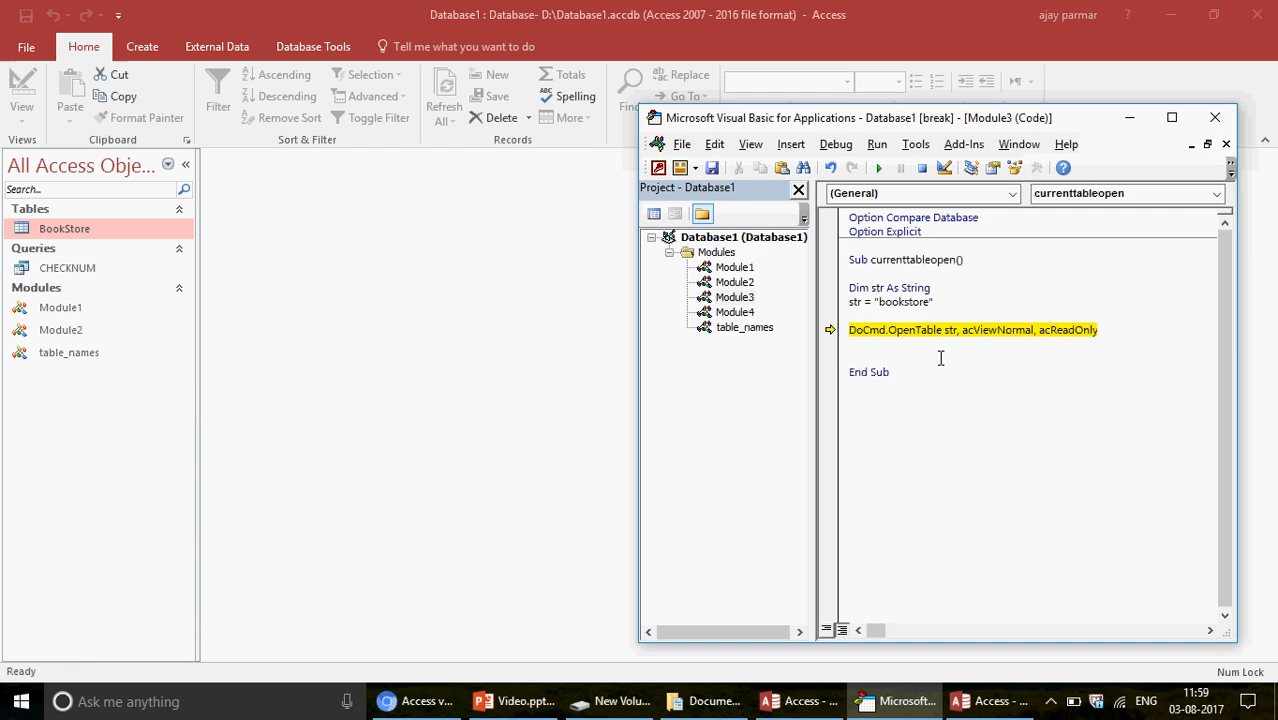 Database1 : Database- D:\Database1.accdb (Access 2007 - 2016 file format) - Access
ajay parmar
?
File
Home
Create
External Data
Database Tools
Tell me what you want to do
View
Views
Paste
Cut
Copy
Format Painter
Clipboard
Filter
Ascending
Descending
Remove Sort
Selection
Advanced
Toggle Filter
Sort & Filter
Refresh
All
New
Save
Delete
Totals
Spelling
More
Records
Replace
Go To
All Access Obje...
Search...
Tables
BookStore
Queries
CHECKNUM
Modules
Module1
Module2
table_names
Microsoft Visual Basic for Applications - Database1 [break] - [Module3 (Code)]
File Edit View Insert Debug Run Tools Add-Ins Window Help
Project - Database1
Database1 (Database1)
Modules
Module1
Module2
Module3
Module4
table_names
(General)
currenttableopen
Option Compare Database
Option Explicit
Sub currenttableopen()
Dim str As String
str = "bookstore"
DoCmd.OpenTable str, acViewNormal, acReadOnly
End Sub
Ready
Num Lock
Ask me anything
Access v...
Video.ppt...
New Volu...
Docume...
Access - ...
Microsoft...
Access - ...
ENG
11:59
03-08-2017